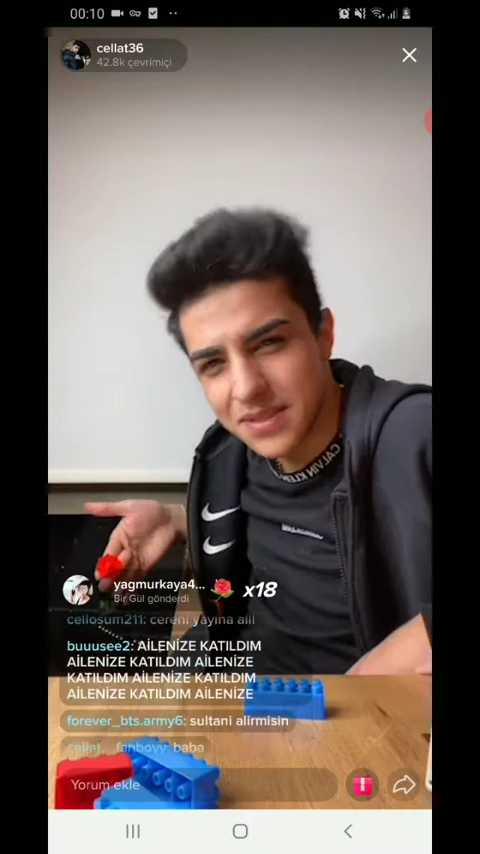 00:10
cellat36
42.8k çevrimiçi
CALVIN KLEIN
yagmurkaya4...
Bir Gül gönderdi
x18
cellosum211: cereni yayına alll
buuusee2: AİLENİZE KATILDIM
AİLENİZE KATILDIM AİLENİZE
KATILDIM AİLENİZE KATILDIM
AİLENİZE KATILDIM AİLENİZE
forever_bts.army6: sultani alirmisin
cellat__fanboyy: baba
Yorum ekle